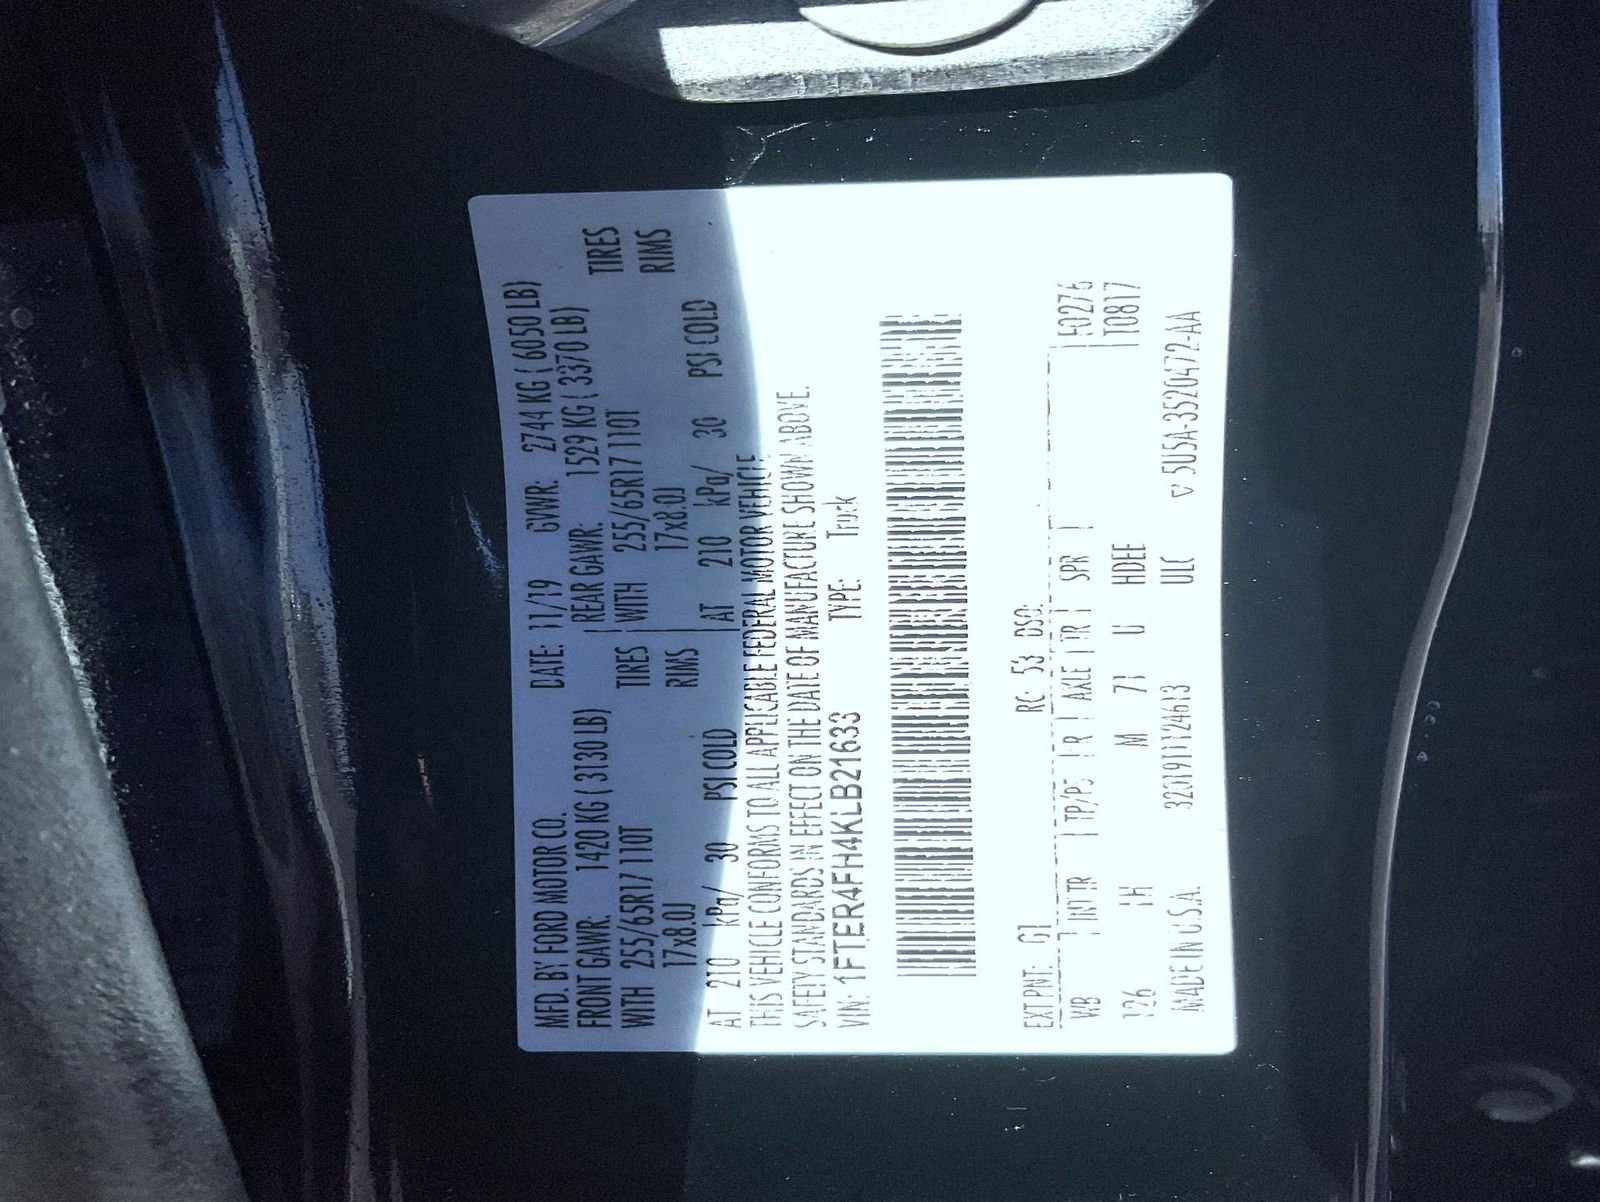 MFD. BY FORD MOTOR CO. DATE: 11/19 GVWR: 2744 KG ( 6050 LB)
FRONT GAWR: 1420 KG ( 3130 LB) REAR GAWR: 1529 KG ( 3370 LB)
WITH 255/65R17 110T TIRES WITH 255/65R17 110T TIRES
17x8.0J RIMS 17x8.0J RIMS
AT 210 kPa/ 30 PSI COLD AT 210 kPa/ 30 PSI COLD
THIS VEHICLE CONFORMS TO ALL APPLICABLE FEDERAL MOTOR VEHICLE
SAFETY STANDARDS IN EFFECT ON THE DATE OF MANUFACTURE SHOWN ABOVE.
VIN: 1FTER4FH4KLB21633 TYPE: Truck
EXT PNT: G1 RC: 53 DSO: F0276
WB INT TR TP/PS R AXLE TR SPR T0817
126 H M 71 U HDEE
MADE IN U.S.A. 3201911124613 ULC 5U5A-3520472-AA